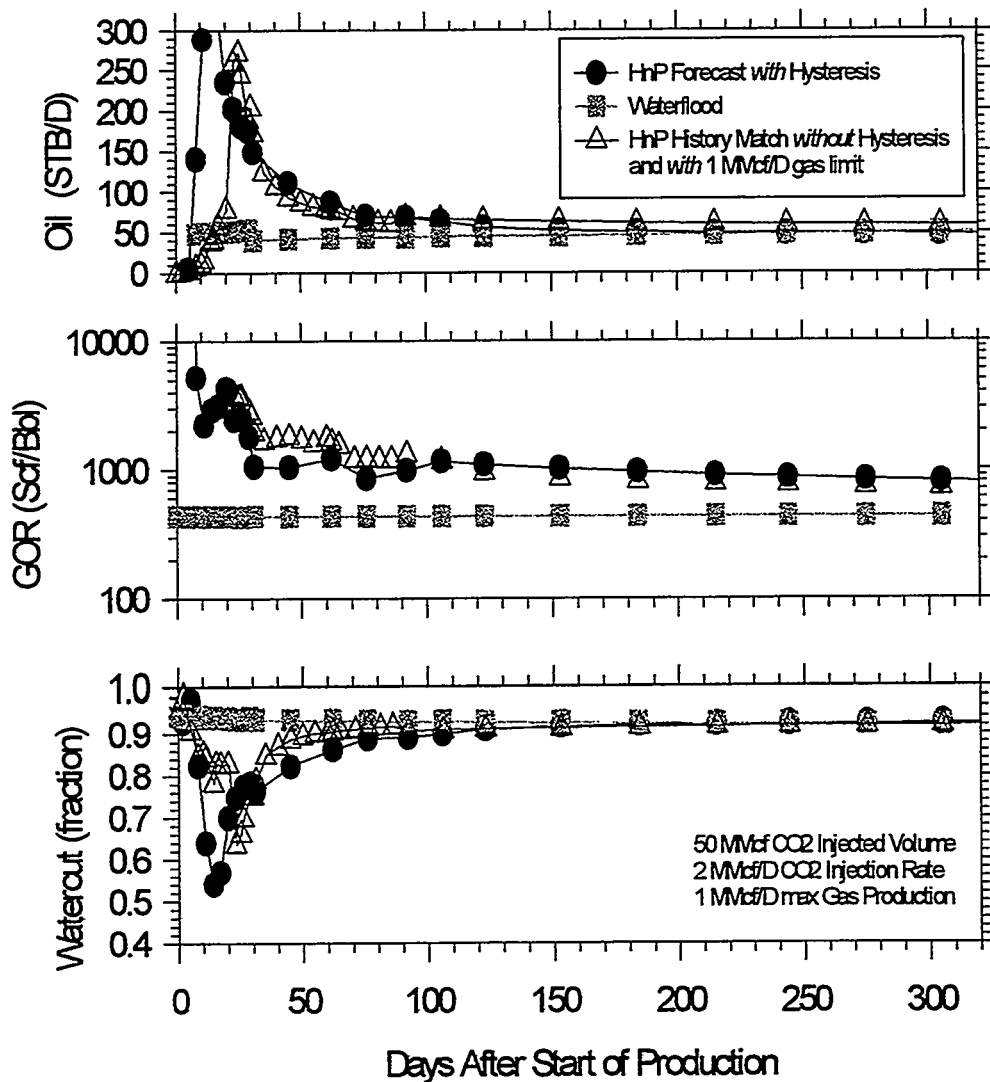 Oil (STB/D)
300
250
200
150
100
50
0
HnP Forecast with Hysteresis
Waterflood
HnP History Match without Hysteresis
and with 1 MMcf/D gas limit
GOR (Scf/Bbl)
10000
1000
100
Watercut (fraction)
1.0
0.9
0.8
0.7
0.6
0.5
0.4
50 MMcf CO2 Injected Volume
2 MMcf/D CO2 Injection Rate
1 MMcf/D max Gas Production
0 50 100 150 200 250 300
Days After Start of Production